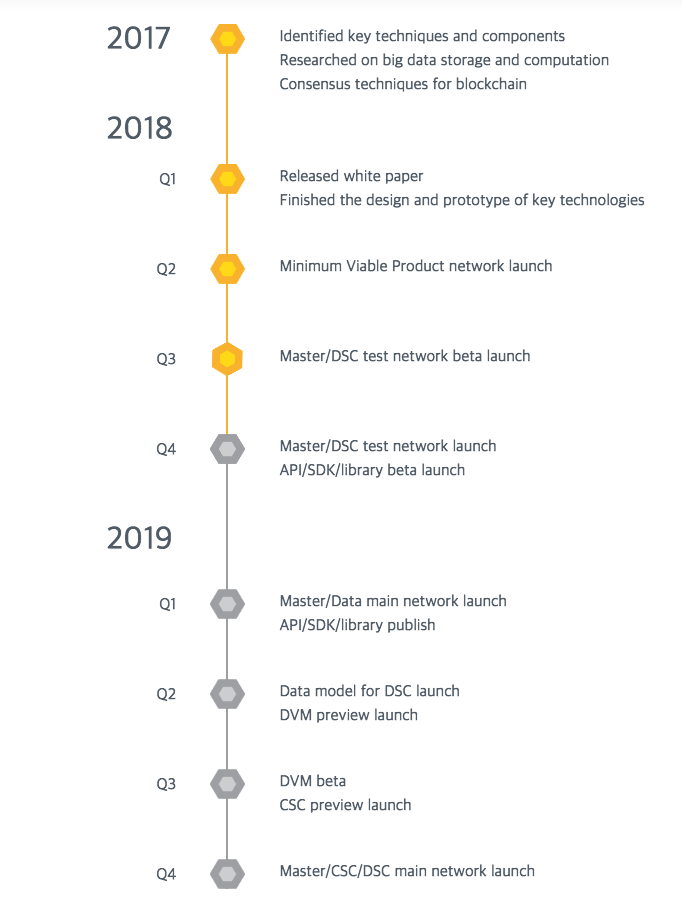 2017
Identified key techniques and components
Researched on big data storage and computation
Consensus techniques for blockchain
2018
Q1
Released white paper
Finished the design and prototype of key technologies
Q2
Minimum Viable Product network launch
Q3
Master/DSC test network beta launch
Q4
Master/DSC test network launch
API/SDK/library beta launch
2019
Q1
Master/Data main network launch
API/SDK/library publish
Q2
Data model for DSC launch
DVM preview launch
Q3
DVM beta
CSC preview launch
Q4
Master/CSC/DSC main network launch